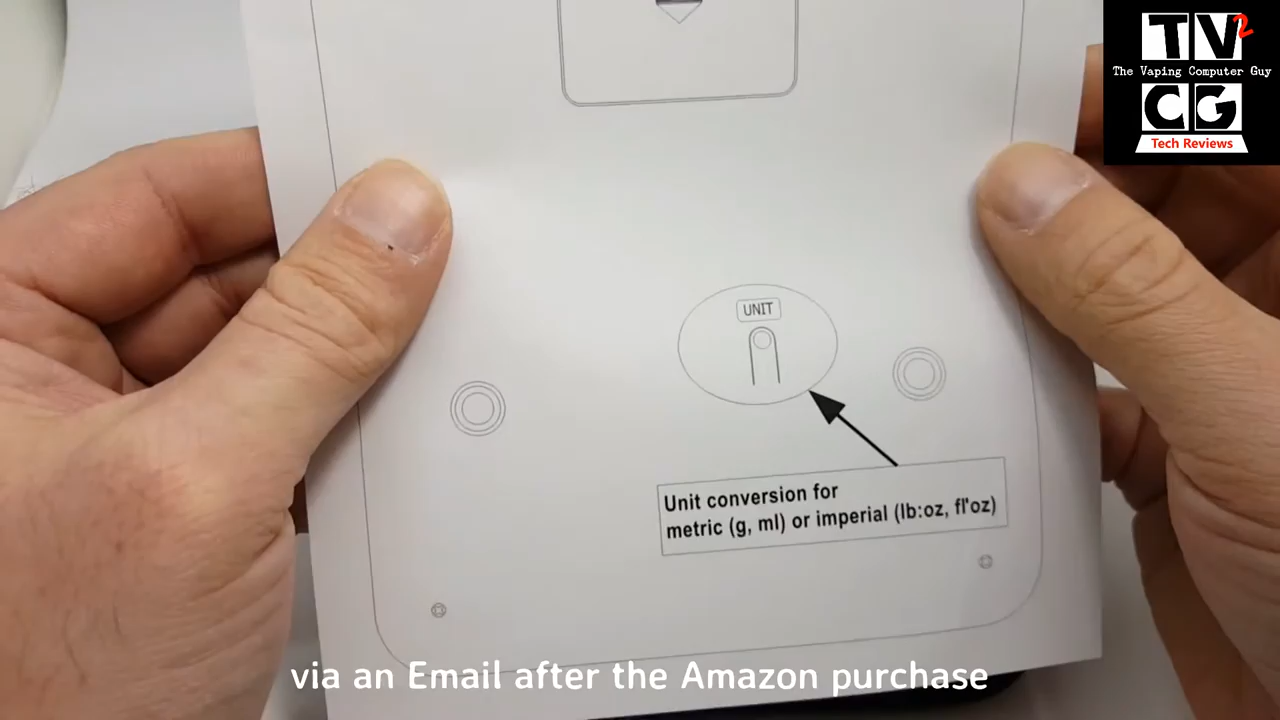 TV2
The Vaping Computer Guy
CG
Tech Reviews
UNIT
Unit conversion for
metric (g, ml) or imperial (lb:oz, fl'oz)
via an Email after the Amazon purchase